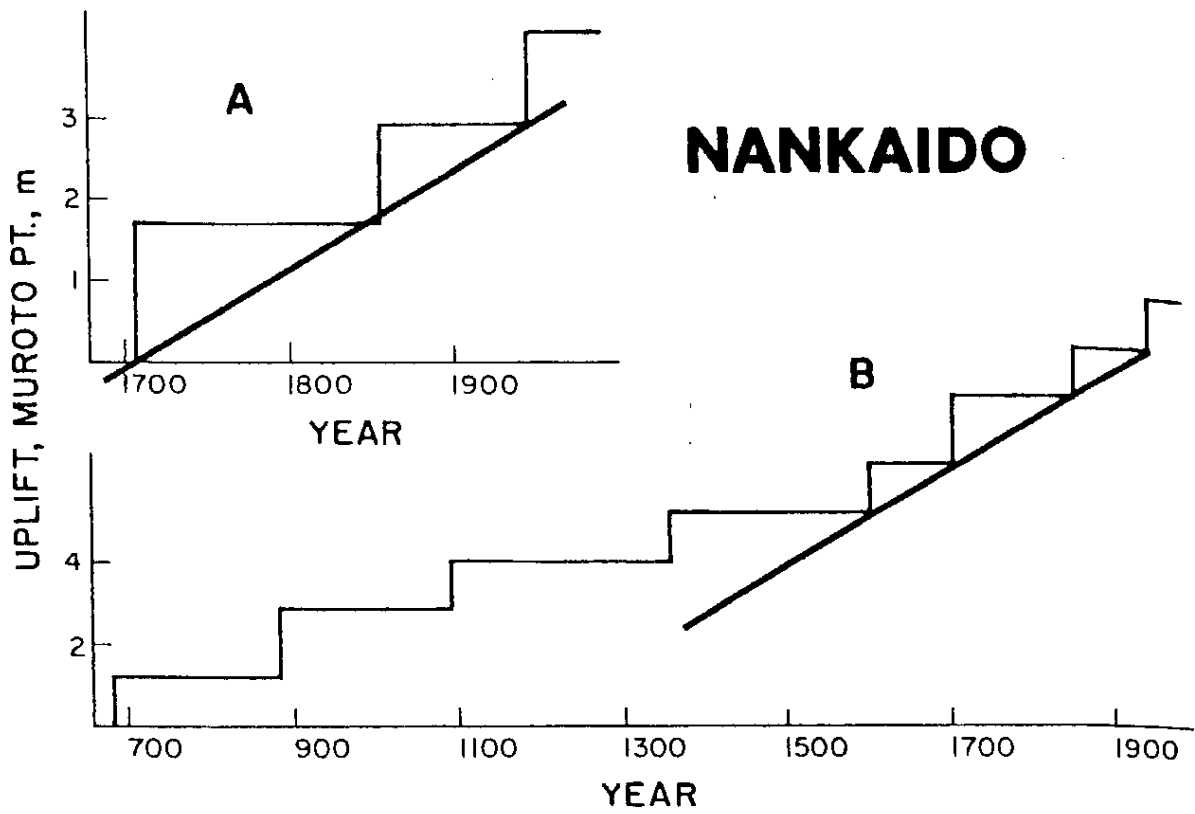 A
NANKAIDO
3
2
1
1700 1800 1900
YEAR
UPLIFT, MUROTO PT., m
B
4
2
700 900 1100 1300 1500 1700 1900
YEAR